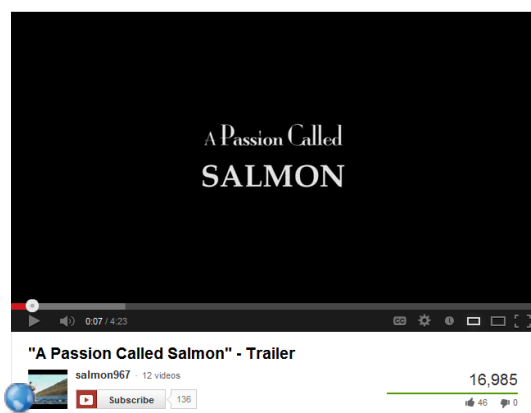 A Passion Called
SALMON
0:07 / 4:23
CC
"A Passion Called Salmon" - Trailer
salmon967 · 12 videos
Subscribe 136
16,985
46 0